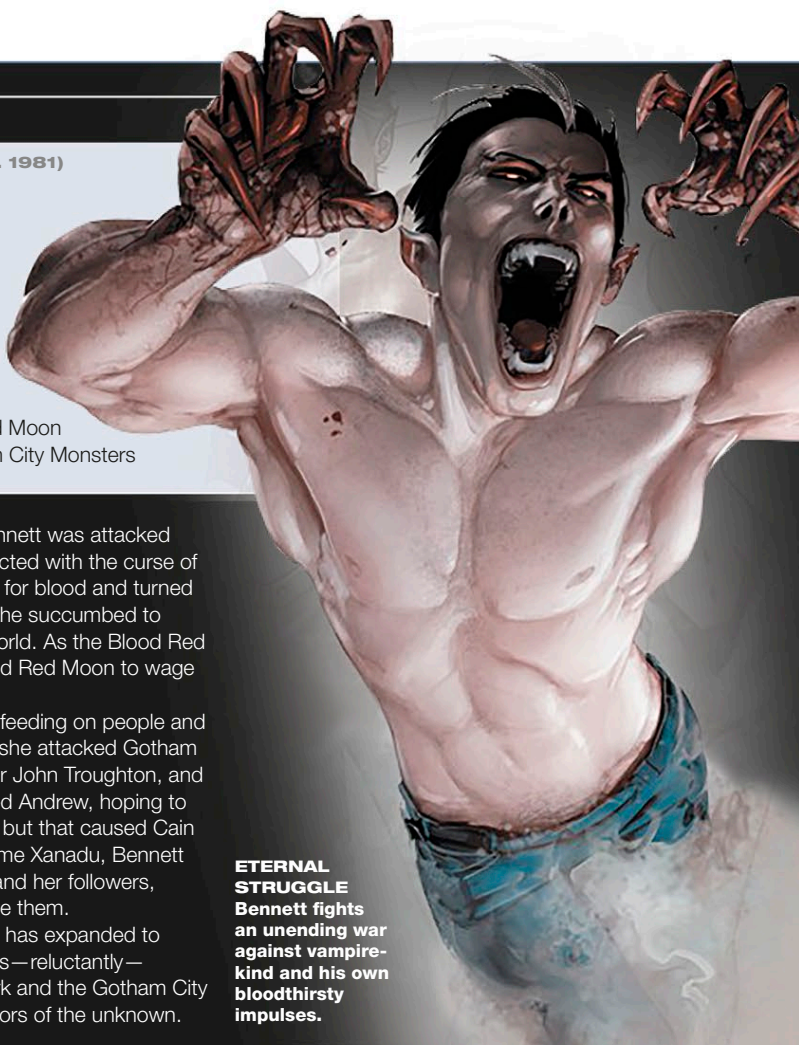 . 1981)
Moon
City Monsters
nnett was attacked
cted with the curse of
for blood and turned
he succumbed to
orld. As the Blood Red
d Red Moon to wage
feeding on people and
she attacked Gotham
r John Troughton, and
d Andrew, hoping to
but that caused Cain
me Xanadu, Bennett
and her followers,
e them.
has expanded to
s—reluctantly—
k and the Gotham City
ors of the unknown.
ETERNAL
STRUGGLE
Bennett fights
an unending war
against vampire-
kind and his own
bloodthirsty
impulses.